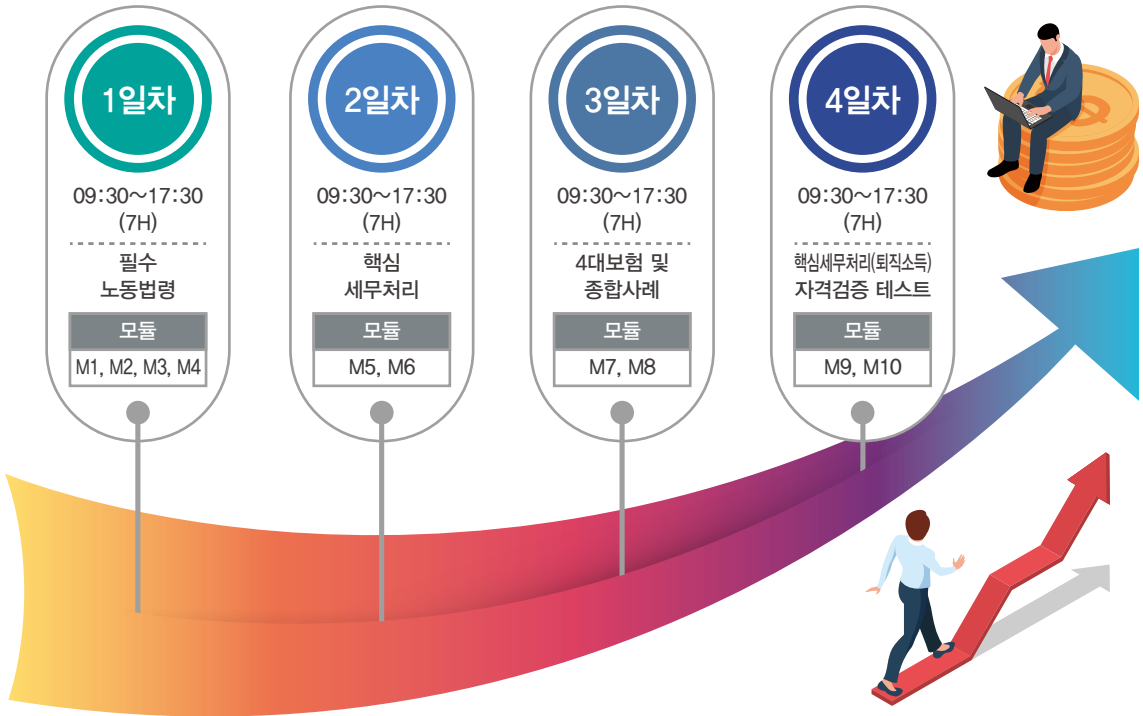 1일차
09:30~17:30
(7H)
필수
노동법령
모듈
M1, M2, M3, M4
2일차
09:30~17:30
(7H)
핵심
세무처리
모듈
M5, M6
3일차
09:30~17:30
(7H)
4대보험 및
종합사례
모듈
M7, M8
4일차
09:30~17:30
(7H)
핵심세무처리(퇴직소득)
자격검증 테스트
모듈
M9, M10